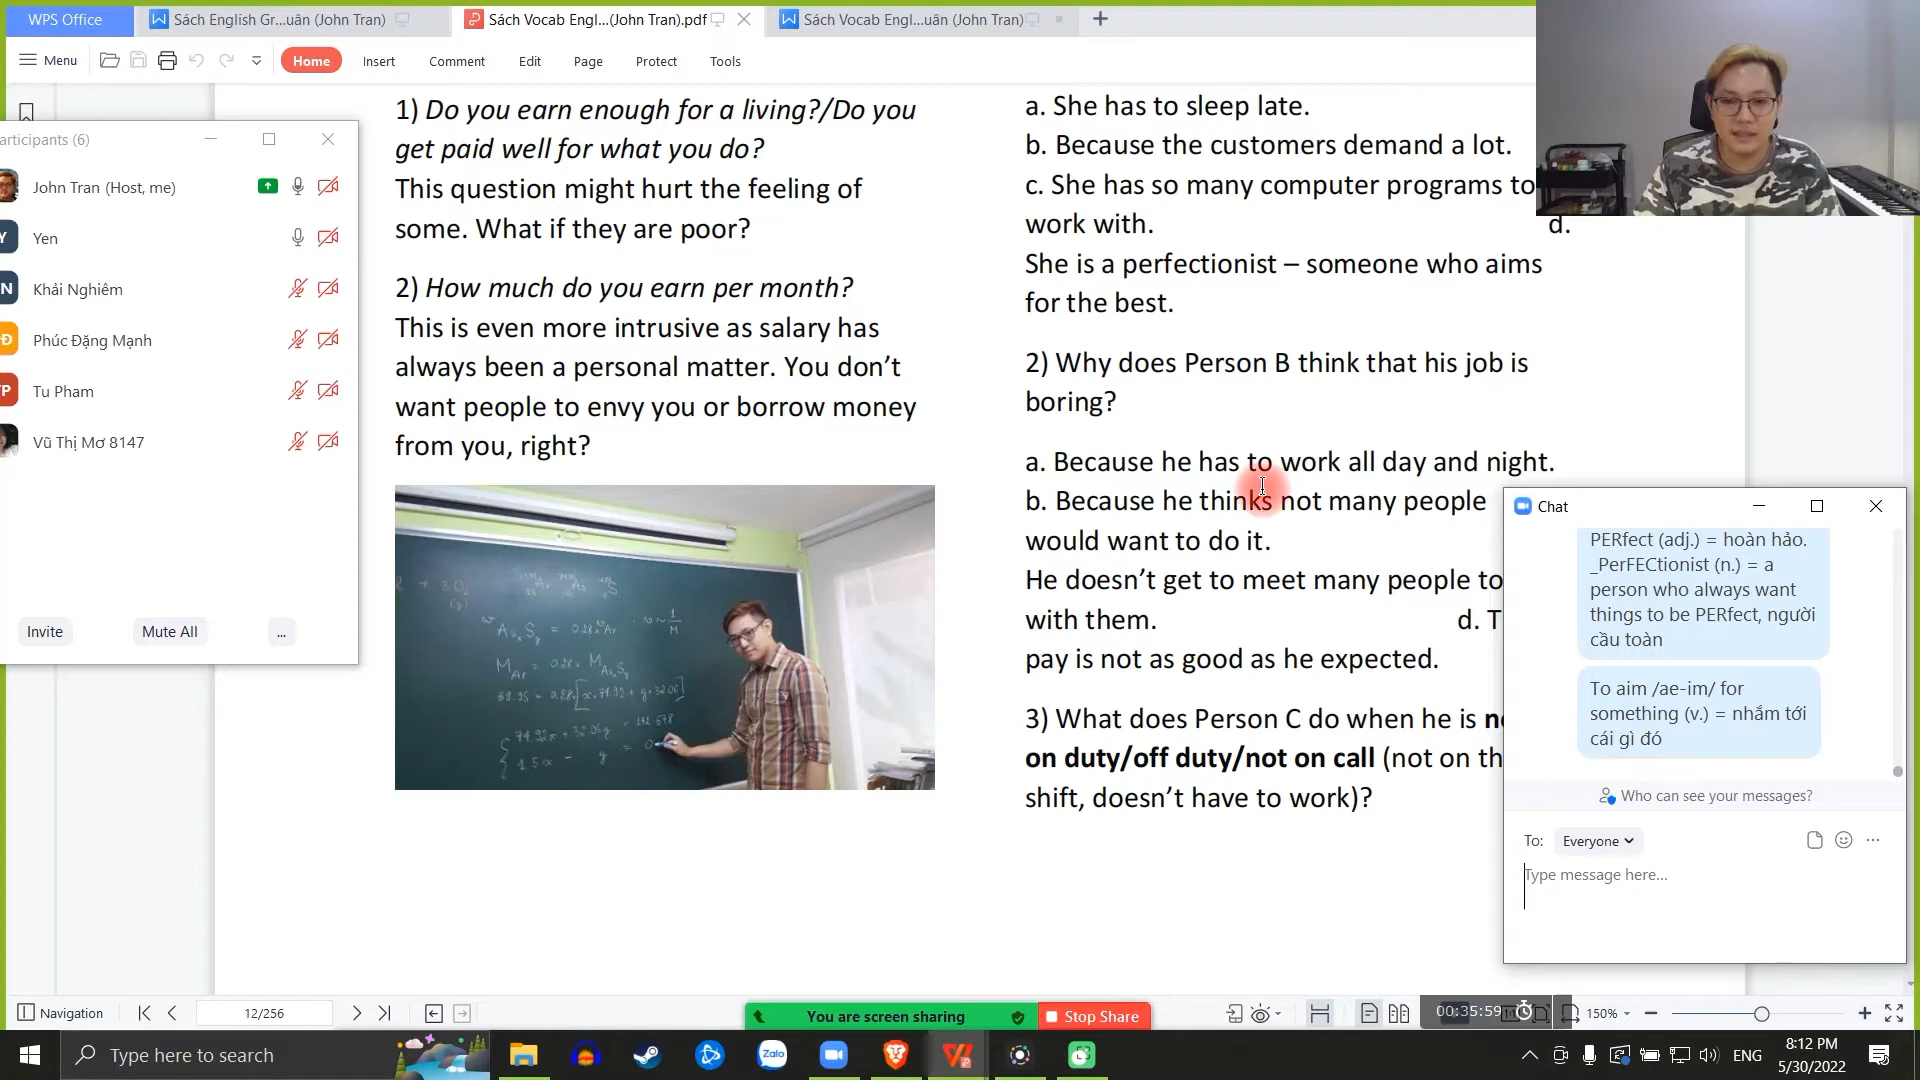 WPS Office
Sách English Gr...uân (John Tran)
Sách Vocab Engl...(John Tran).pdf
Sách Vocab Engl...uân (John Tran)
Menu
Home
Insert
Comment
Edit
Page
Protect
Tools
articipants (6)
John Tran (Host, me)
Y
Yen
N
Khải Nghiêm
PĐ
Phúc Đặng Mạnh
TP
Tu Pham
Vũ Thị Mơ 8147
Invite
Mute All
...
1) Do you earn enough for a living?/Do you
get paid well for what you do?
This question might hurt the feeling of
some. What if they are poor?
2) How much do you earn per month?
This is even more intrusive as salary has
always been a personal matter. You don’t
want people to envy you or borrow money
from you, right?
a. She has to sleep late.
b. Because the customers demand a lot.
c. She has so many computer programs to
work with. d.
She is a perfectionist – someone who aims
for the best.
2) Why does Person B think that his job is
boring?
a. Because he has to work all day and night.
b. Because he thinks not many people
would want to do it.
He doesn’t get to meet many people to
with them. d. T
pay is not as good as he expected.
3) What does Person C do when he is n
on duty/off duty/not on call (not on th
shift, doesn’t have to work)?
Chat
PERfect (adj.) = hoàn hảo.
_PerFECtionist (n.) = a
person who always want
things to be PERfect, người
cầu toàn
To aim /ae-im/ for
something (v.) = nhắm tới
cái gì đó
Who can see your messages?
To: Everyone
Type message here...
Navigation
12/256
You are screen sharing
Stop Share
00:35:59
150%
Type here to search
Zalo
ENG
8:12 PM
5/30/2022